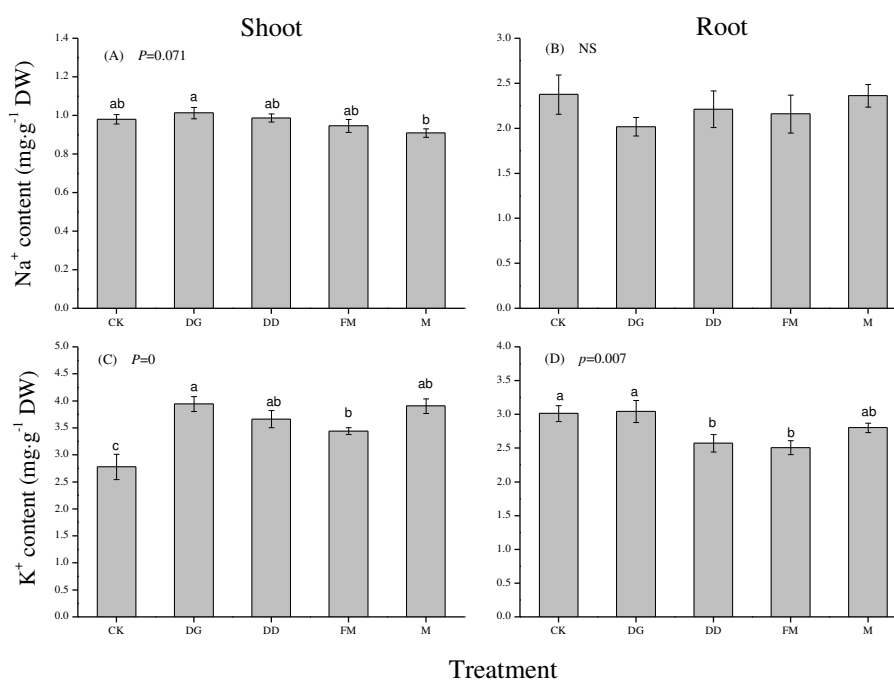 Shoot
Root
Na⁺ content (mg·g⁻¹ DW)
(A) P=0.071
1.4
1.2
1.0
0.8
0.6
0.4
0.2
0.0
ab
a
ab
ab
b
CK
DG
DD
FM
M
(B) NS
3.0
2.5
2.0
1.5
1.0
0.5
0.0
CK
DG
DD
FM
M
K⁺ content (mg·g⁻¹ DW)
(C) P=0
5.0
4.5
4.0
3.5
3.0
2.5
2.0
1.5
1.0
0.5
0.0
c
a
ab
b
ab
CK
DG
DD
FM
M
(D) p=0.007
4.0
3.5
3.0
2.5
2.0
1.5
1.0
0.5
0.0
a
a
b
b
ab
CK
DG
DD
FM
M
Treatment